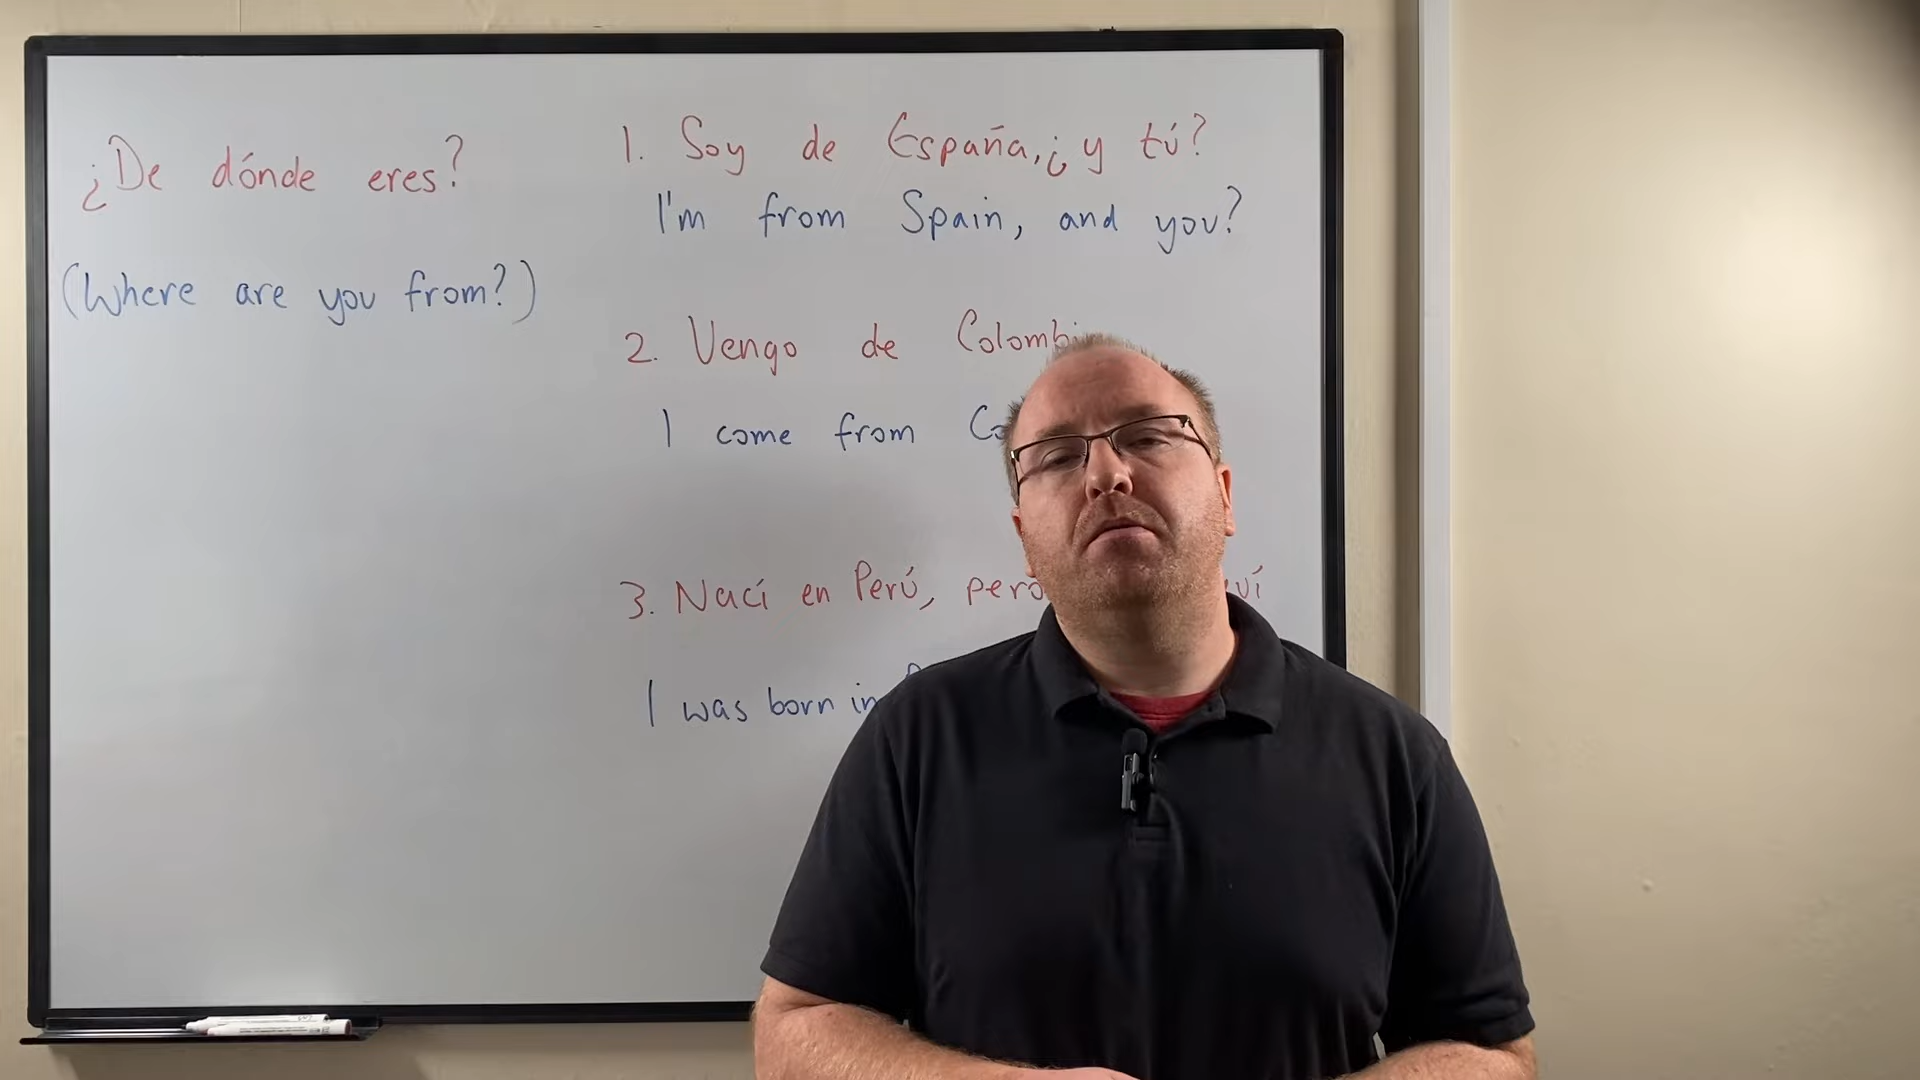 ¿De dónde eres?
(Where are you from?)
1. Soy de España, ¿y tú?
I'm from Spain, and you?
2. Vengo de
I come from
3. Nací en Perú, pero
I was born in